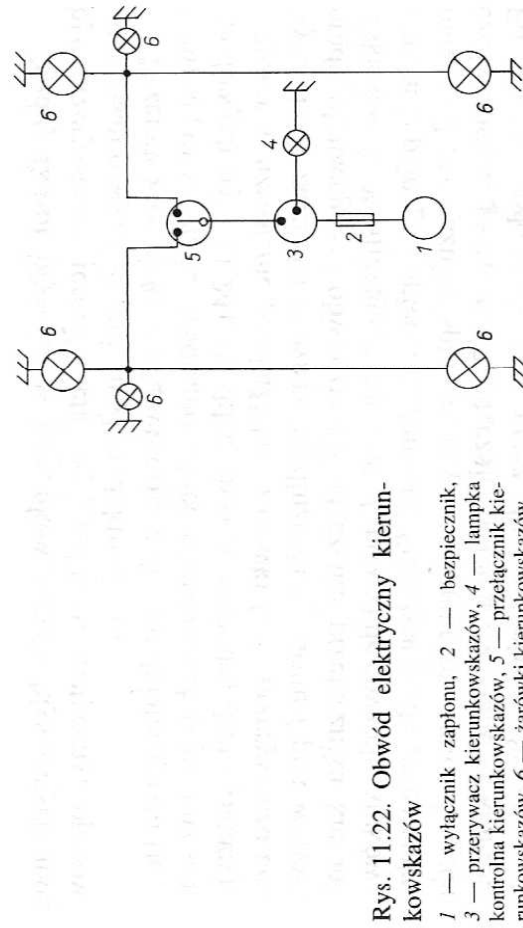 6
6
6
6
5
4
3
2
1
6
6
Rys. 11.22. Obwód elektryczny kierun-
kowskazów
1 — wyłącznik zapłonu, 2 — bezpiecznik,
3 — przerywacz kierunkowskazów, 4 — lampka
kontrolna kierunkowskazów, 5 — przełącznik kie-
runkowskazów, 6 — żarówki kierunkowskazów